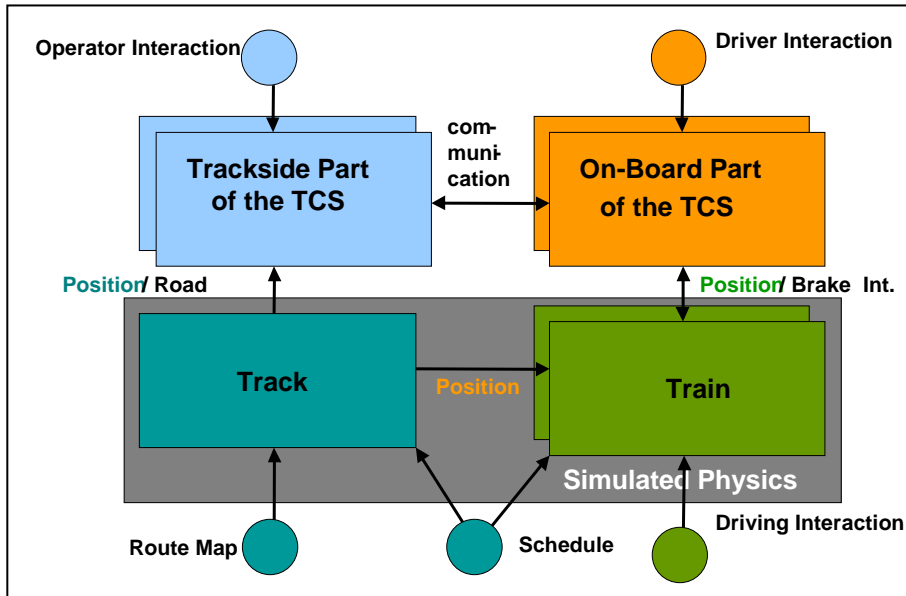 Operator Interaction
Driver Interaction
com-
muni-
cation
Trackside Part
of the TCS
On-Board Part
of the TCS
Position/ Road
Position/ Brake Int.
Track
Position
Train
Simulated Physics
Route Map
Schedule
Driving Interaction